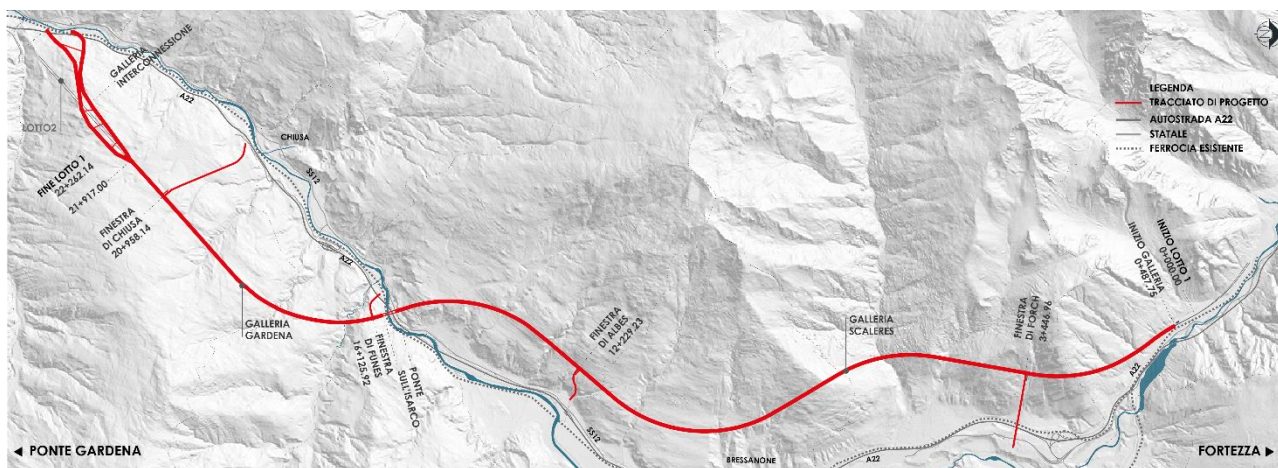 GALLERIA
INTERCONNESSIONE
A22
LOTTO2
CHIUSA
SS12
FINE LOTTO 1
22+262.14
21+917.00
FINESTRA
DI CHIUSA
20+958.14
A22
GALLERIA
GARDENA
FINESTRA
DI FUNES
16+125.92
PONTE
SULL'ISARCO
FINESTRA
DI ALBES
12+229.23
SS12
GALLERIA
SCALERES
BRESSANONE
A22
FINESTRA
DI FORCH
3+446.96
A22
INIZIO LOTTO 1
0+000.00
INIZIO GALLERIA
0+487.75
LEGENDA
TRACCIATO DI PROGETTO
AUTOSTRADA A22
STATALE
FERROCIA ESISTENTE
◄ PONTE GARDENA
FORTEZZA ►